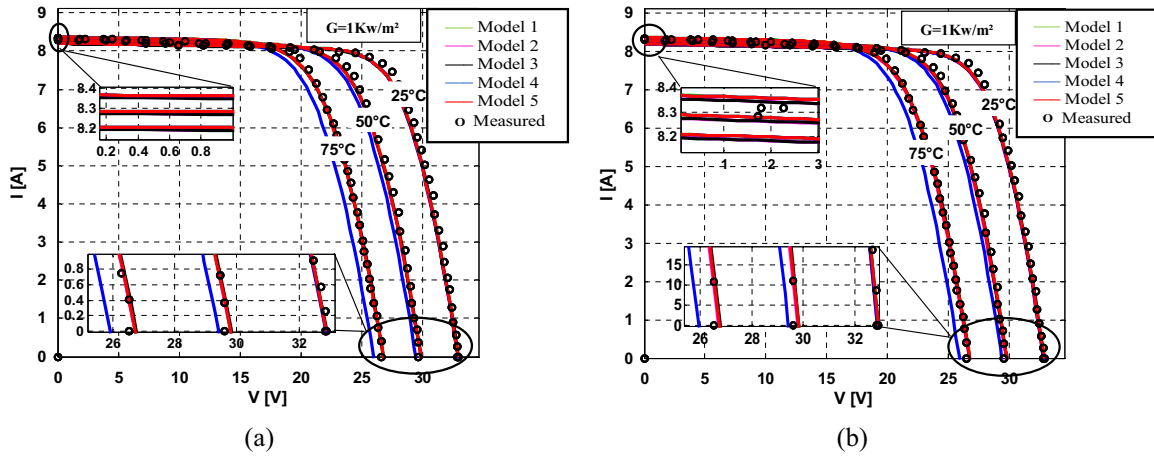 G=1Kw/m²
Model 1
Model 2
Model 3
Model 4
Model 5
Measured
I [A]
9
8
7
6
5
4
3
2
1
0
8.4
8.3
8.2
0.2 0.4 0.6 0.8
25°C
50°C
75°C
0.8
0.6
0.4
0.2
0
26 28 30 32
0 5 10 15 20 25 30
V [V]
(a)
G=1Kw/m²
Model 1
Model 2
Model 3
Model 4
Model 5
Measured
I [A]
9
8
7
6
5
4
3
2
1
0
8.4
8.3
8.2
1 2 3
25°C
50°C
75°C
15
10
5
0
26 28 30 32
0 5 10 15 20 25 30
V [V]
(b)